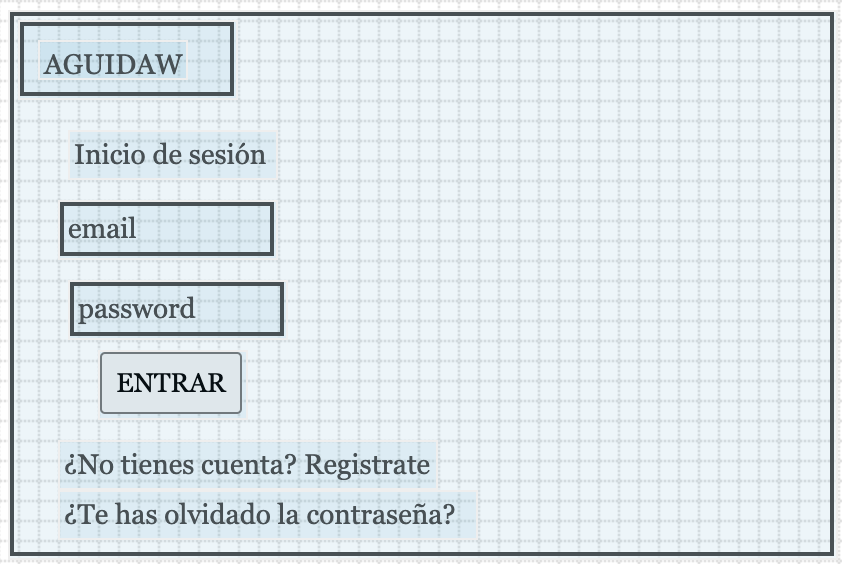 AGUIDAW
Inicio de sesión
email
password
ENTRAR
¿No tienes cuenta? Registrate
¿Te has olvidado la contraseña?